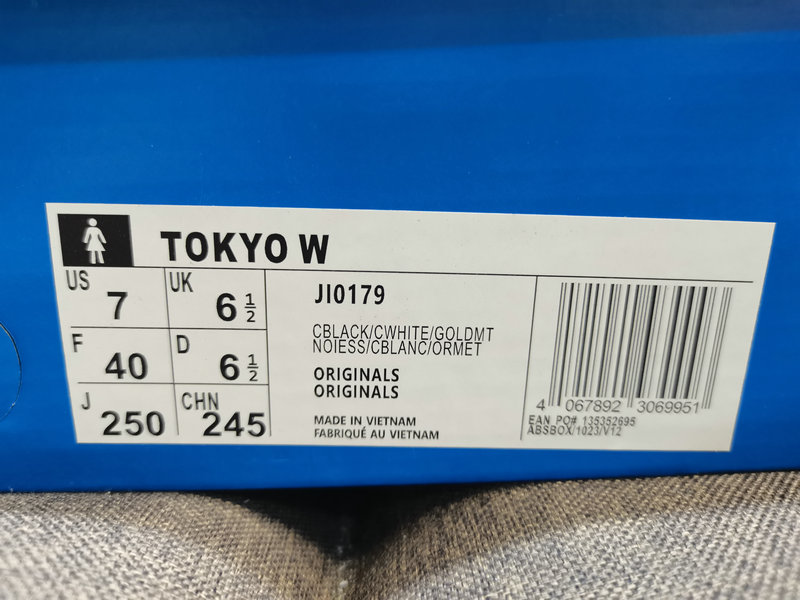 TOKYO W
US 7 UK 6 1/2
F 40 D 6 1/2
J 250 CHN 245
JI0179
CBLACK/CWHITE/GOLDMT
NOIESS/CBLANC/ORMET
ORIGINALS
ORIGINALS
MADE IN VIETNAM
FABRIQUÉ AU VIETNAM
4 067892 306995
EAN PO# 135352695
ABSBOX/1023/V12